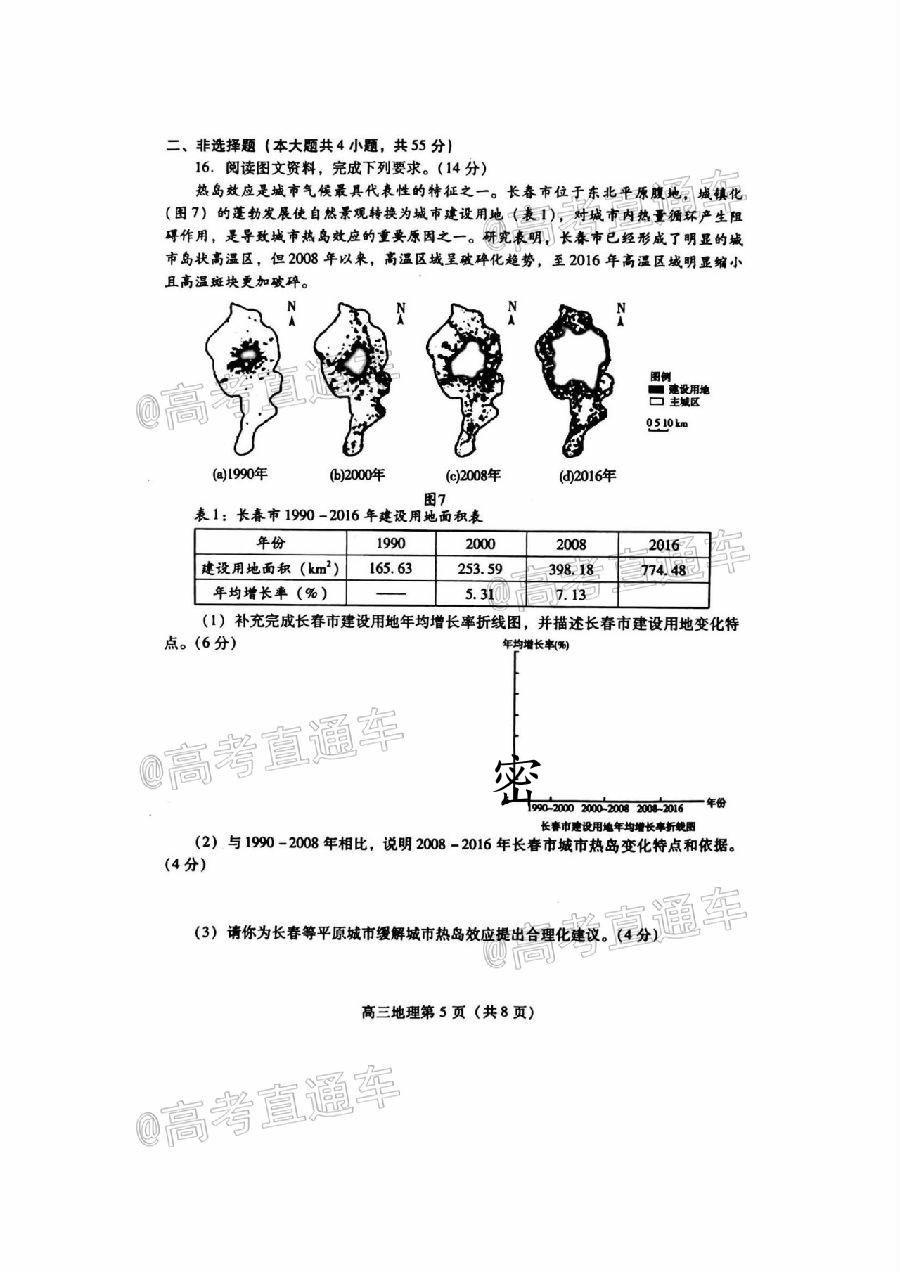 二、非选择题（本大题共4小题，共55分）
16．阅读图文资料，完成下列要求。（14分）
热岛效应是城市气候最具代表性的特征之一。长春市位于东北平原腹地，城镇化
（图7）的蓬勃发展使自然景观转换为城市建设用地（表1），对城市内热量循环产生阻
碍作用，是导致城市热岛效应的重要原因之一。研究表明，长春市已经形成了明显的城
市岛状高温区，但2008年以来，高温区域呈破碎化趋势，至2016年高温区域明显缩小
且高温斑块更加破碎。
N N N N
图例
建设用地
主城区
0 5 10 km
(a)1990年 (b)2000年 (c)2008年 (d)2016年
图7
表1：长春市1990－2016年建设用地面积表
年份 1990 2000 2008 2016
建设用地面积（km²） 165.63 253.59 398.18 774.48
年均增长率（%） —— 5.31 7.13
（1）补充完成长春市建设用地年均增长率折线图，并描述长春市建设用地变化特
点。（6分）
年均增长率(%)
密
1990-2000 2000-2008 2008-2016 年份
长春市建设用地年均增长率折线图
（2）与1990－2008年相比，说明2008－2016年长春市城市热岛变化特点和依据。
（4分）
（3）请你为长春等平原城市缓解城市热岛效应提出合理化建议。（4分）
高三地理第5页（共8页）
@高考直通车
@高考直通车
@高考直通车
@高考直通车
@高考直通车
@高考直通车
@高考直通车